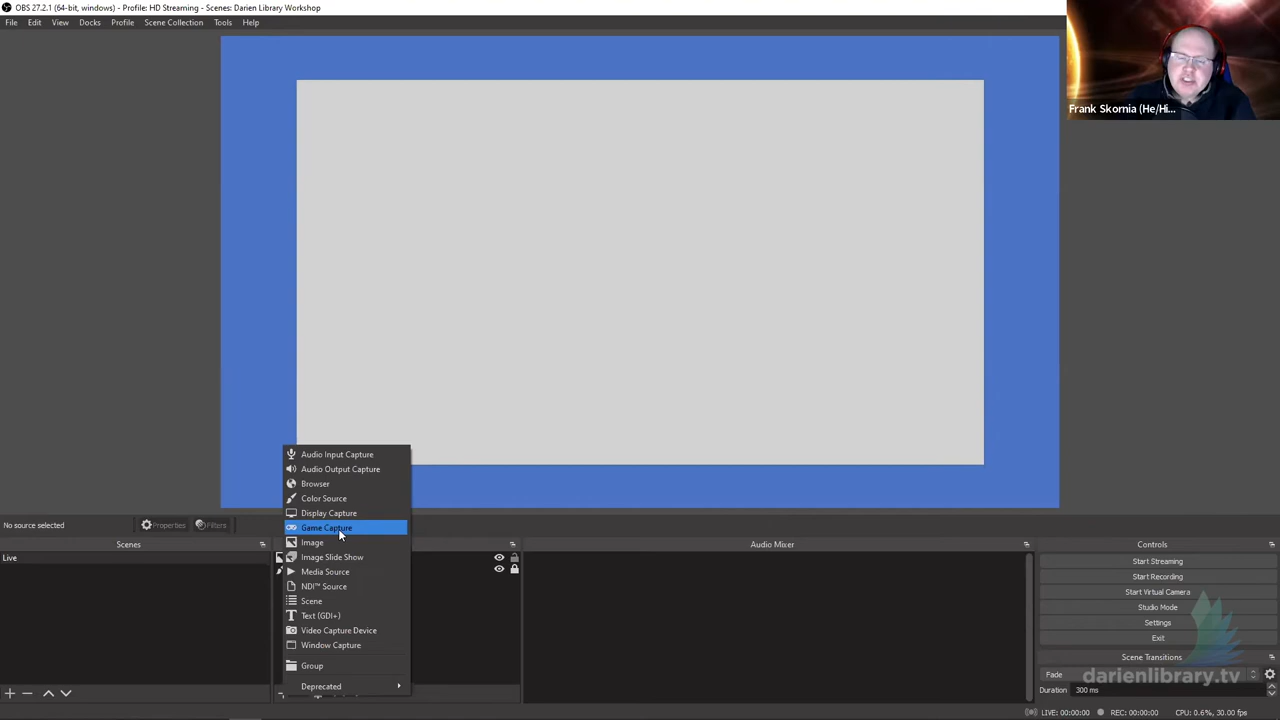 OBS 27.2.1 (64-bit, windows) - Profile: HD Streaming - Scenes: Darien Library Workshop
File Edit View Docks Profile Scene Collection Tools Help
Frank Skornia (He/Hi...
Audio Input Capture
Audio Output Capture
Browser
Color Source
Display Capture
Game Capture
Image
Image Slide Show
Media Source
NDI™ Source
Scene
Text (GDI+)
Video Capture Device
Window Capture
Group
Deprecated
No source selected
Properties
Filters
Scenes
Live
Audio Mixer
Controls
Start Streaming
Start Recording
Start Virtual Camera
Studio Mode
Settings
Exit
Scene Transitions
Fade
Duration 300 ms
darienlibrary.tv
LIVE: 00:00:00 REC: 00:00:00 CPU: 0.6%, 30.00 fps